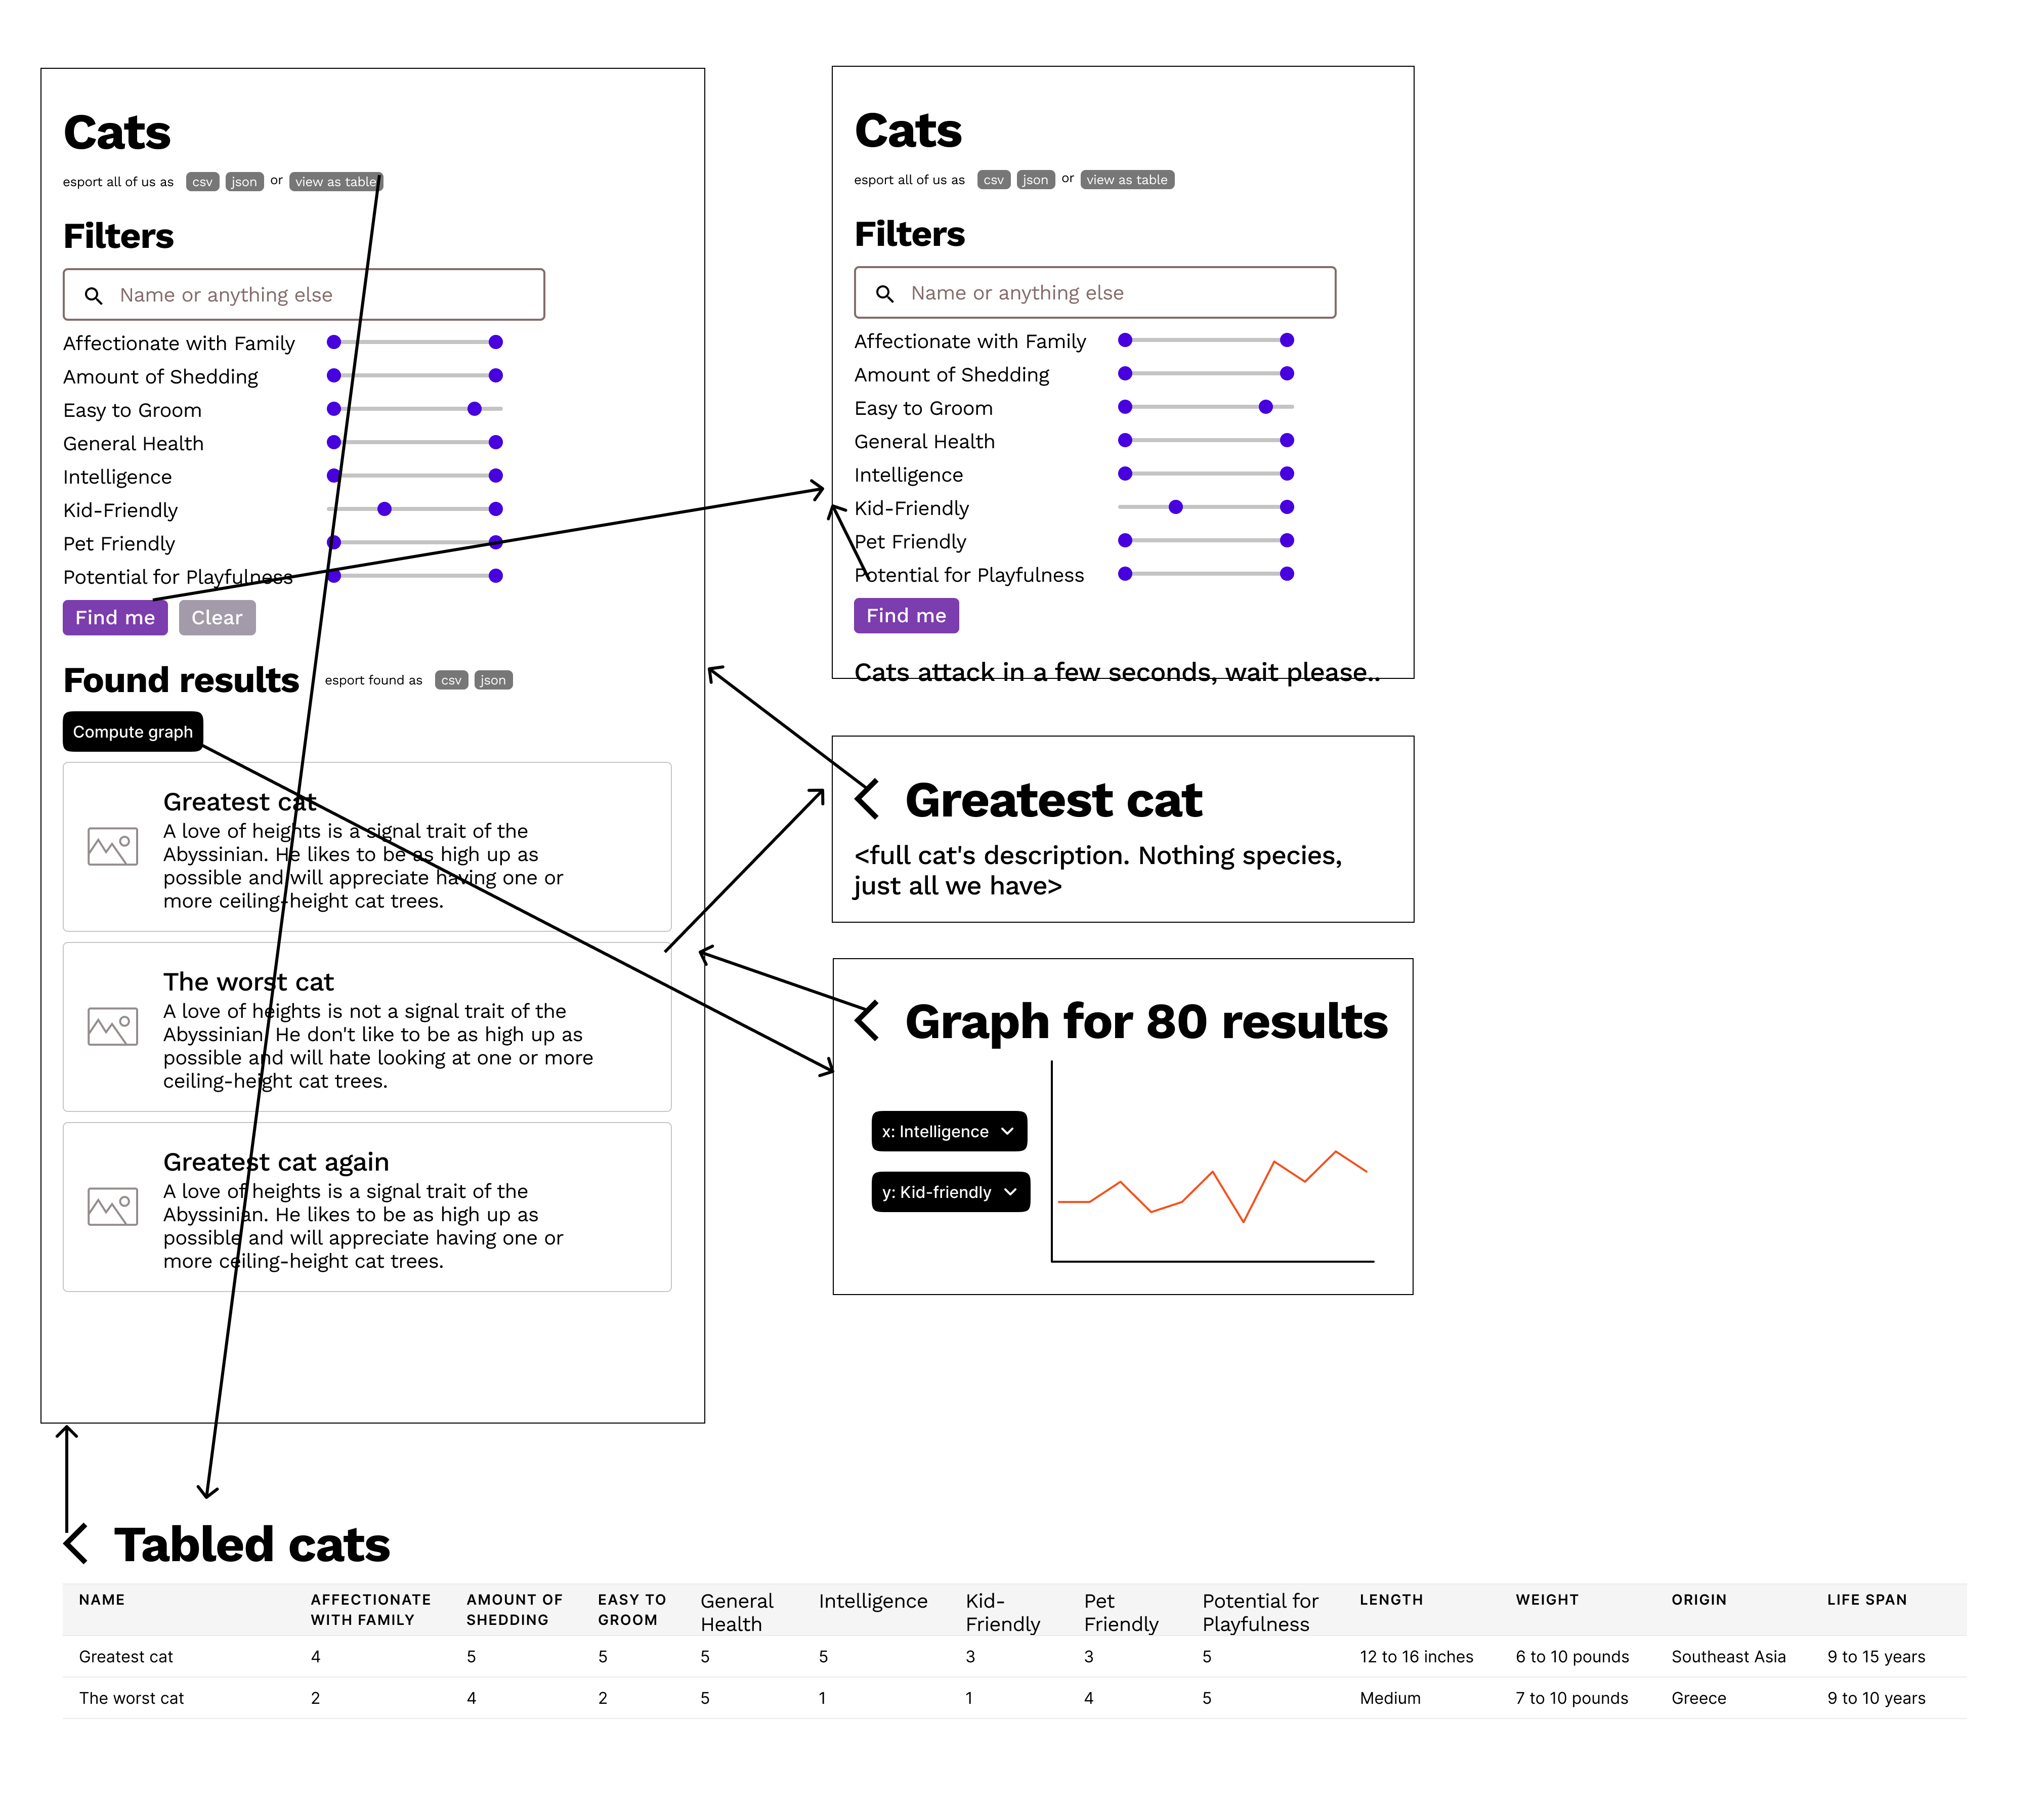 Cats
esport all of us as csv json or view as table
Filters
Name or anything else
Affectionate with Family
Amount of Shedding
Easy to Groom
General Health
Intelligence
Kid-Friendly
Pet Friendly
Potential for Playfulness
Find me Clear
Found results esport found as csv json
Compute graph
Greatest cat
A love of heights is a signal trait of the
Abyssinian. He likes to be as high up as
possible and will appreciate having one or
more ceiling-height cat trees.
The worst cat
A love of heights is not a signal trait of the
Abyssinian. He don't like to be as high up as
possible and will hate looking at one or more
ceiling-height cat trees.
Greatest cat again
A love of heights is a signal trait of the
Abyssinian. He likes to be as high up as
possible and will appreciate having one or
more ceiling-height cat trees.
Cats
esport all of us as csv json or view as table
Filters
Name or anything else
Affectionate with Family
Amount of Shedding
Easy to Groom
General Health
Intelligence
Kid-Friendly
Pet Friendly
Potential for Playfulness
Find me
Cats attack in a few seconds, wait please..
Greatest cat
<full cat's description. Nothing species,
just all we have>
Graph for 80 results
x: Intelligence
y: Kid-friendly
Tabled cats
NAME AFFECTIONATE AMOUNT OF EASY TO General Intelligence Kid- Pet Potential for LENGTH WEIGHT ORIGIN LIFE SPAN
WITH FAMILY SHEDDING GROOM Health Friendly Friendly Playfulness
Greatest cat 4 5 5 5 5 3 3 5 12 to 16 inches 6 to 10 pounds Southeast Asia 9 to 15 years
The worst cat 2 4 2 5 1 1 4 5 Medium 7 to 10 pounds Greece 9 to 10 years